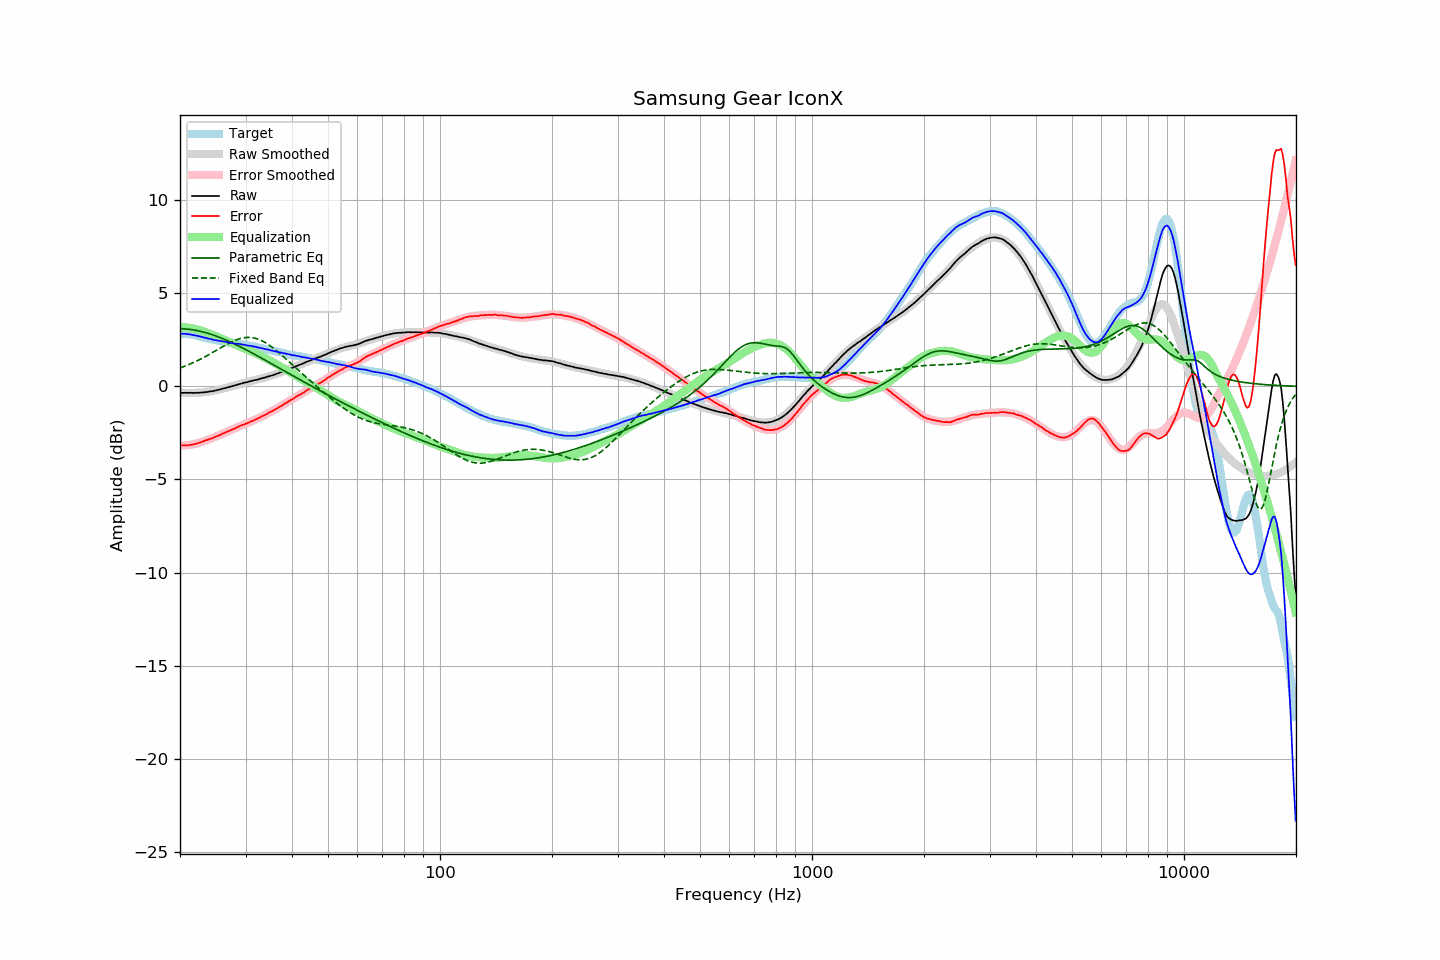 Samsung Gear IconX
Target
Raw Smoothed
Error Smoothed
Raw
Error
Equalization
Parametric Eq
Fixed Band Eq
Equalized
10
5
0
−5
−10
−15
−20
−25
Amplitude (dBr)
100 1000 10000
Frequency (Hz)